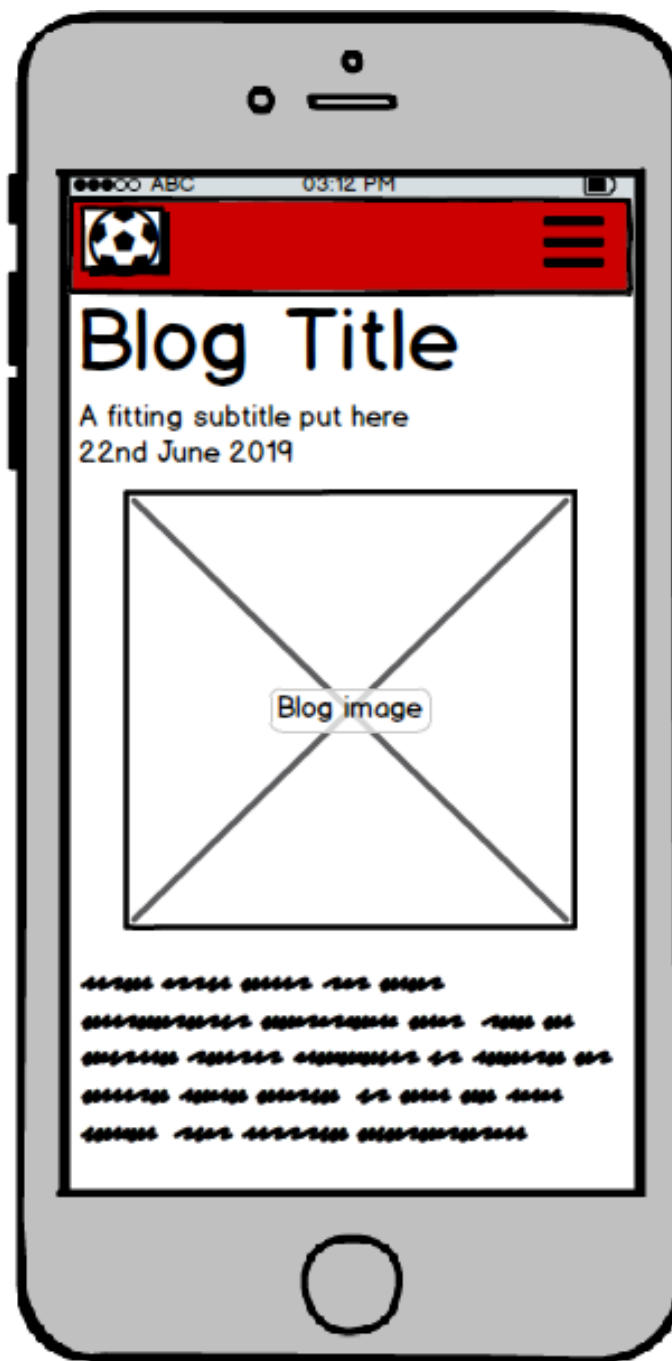 ABC 03:12 PM
Blog Title
A fitting subtitle put here
22nd June 2019
Blog image